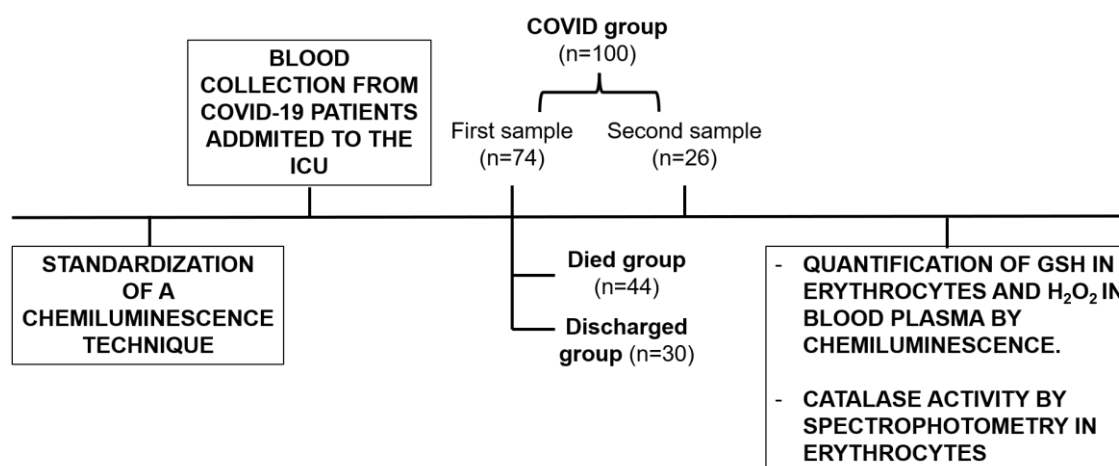 COVID group
(n=100)
BLOOD
COLLECTION FROM
COVID-19 PATIENTS
ADDMITED TO THE
ICU
First sample
(n=74)
Second sample
(n=26)
STANDARDIZATION
OF A
CHEMILUMINESCENCE
TECHNIQUE
Died group
(n=44)
Discharged
group (n=30)
- QUANTIFICATION OF GSH IN
ERYTHROCYTES AND H₂O₂ IN
BLOOD PLASMA BY
CHEMILUMINESCENCE.
- CATALASE ACTIVITY BY
SPECTROPHOTOMETRY IN
ERYTHROCYTES